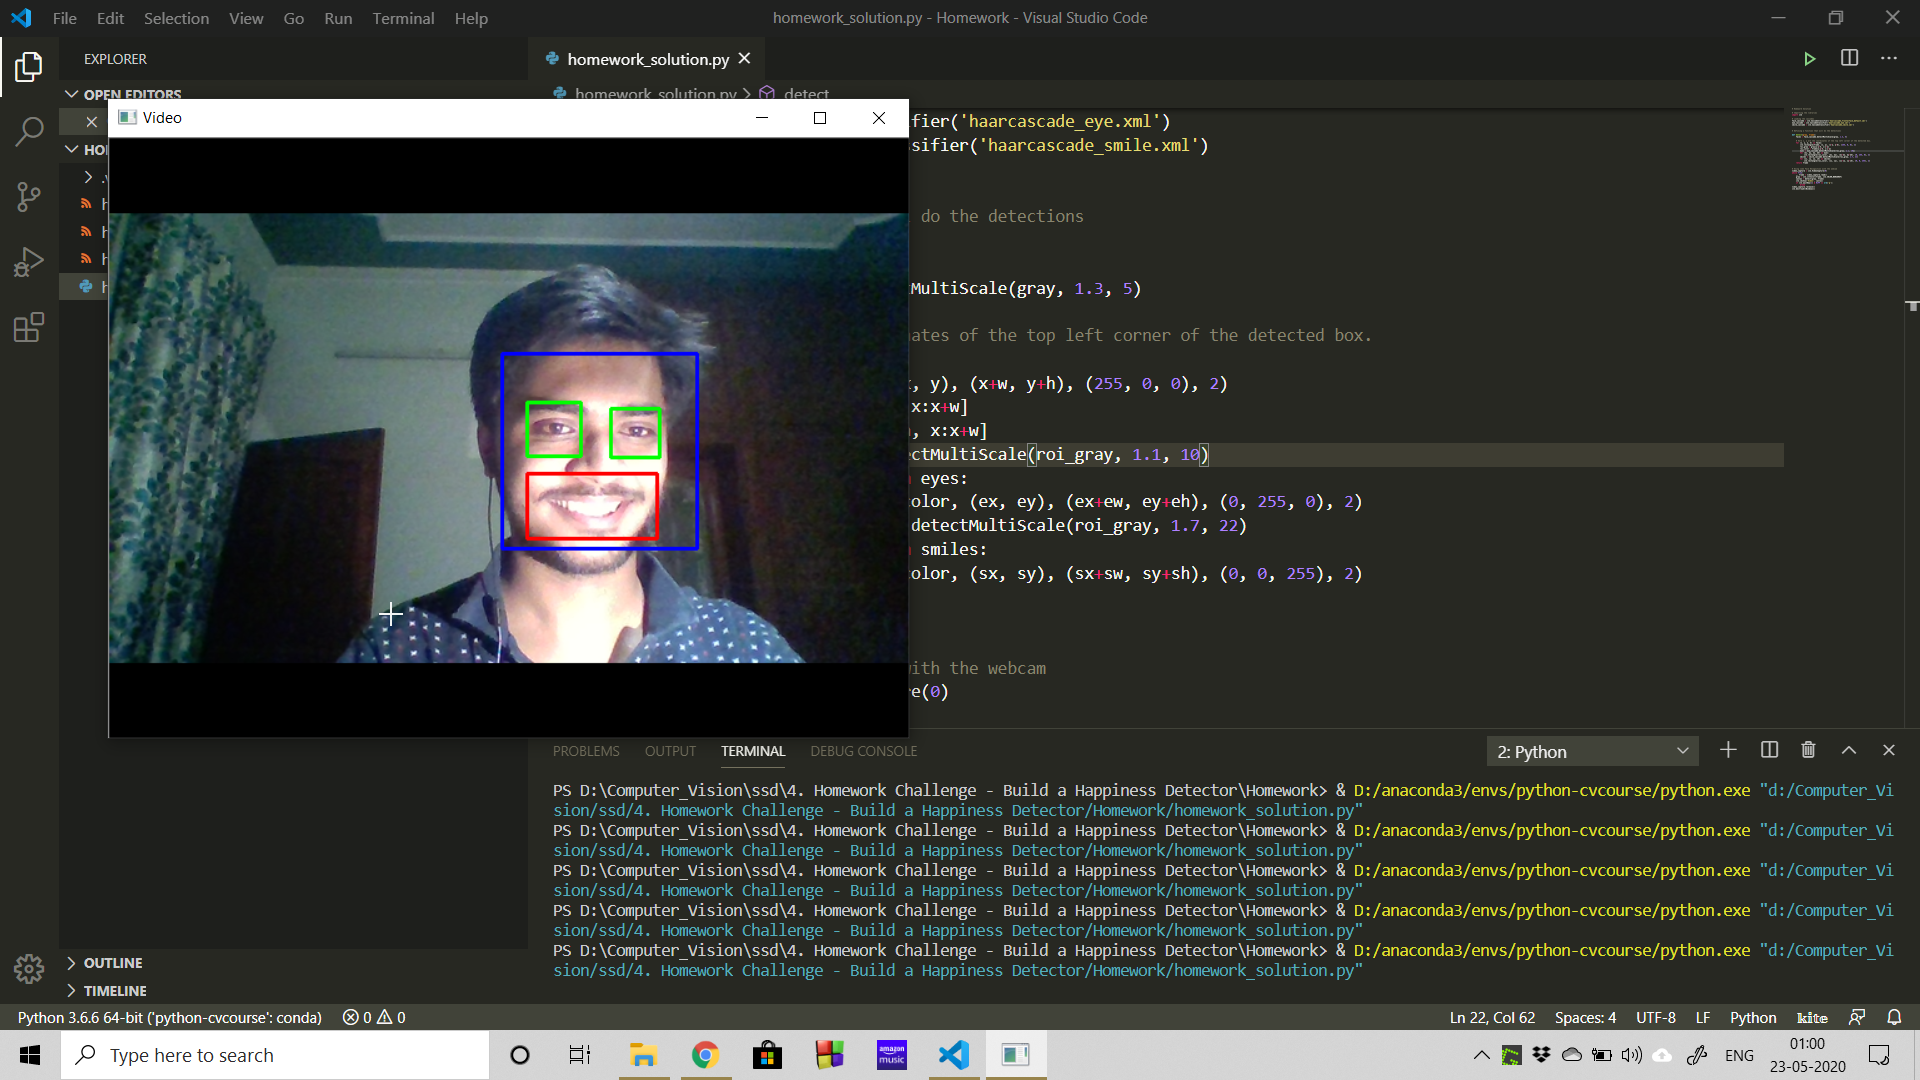 File Edit Selection View Go Run Terminal Help
homework_solution.py - Homework - Visual Studio Code
EXPLORER
homework_solution.py
OPEN EDITORS
homework_solution.py > detect
Video
HO
fier('haarcascade_eye.xml')
sifier('haarcascade_smile.xml')
do the detections
MultiScale(gray, 1.3, 5)
ates of the top left corner of the detected box.
, y), (x+w, y+h), (255, 0, 0), 2)
x:x+w]
, x:x+w]
ctMultiScale(roi_gray, 1.1, 10)
eyes:
olor, (ex, ey), (ex+ew, ey+eh), (0, 255, 0), 2)
detectMultiScale(roi_gray, 1.7, 22)
smiles:
olor, (sx, sy), (sx+sw, sy+sh), (0, 0, 255), 2)
ith the webcam
re(0)
PROBLEMS OUTPUT TERMINAL DEBUG CONSOLE
2: Python
PS D:\Computer_Vision\ssd\4. Homework Challenge - Build a Happiness Detector\Homework> & D:/anaconda3/envs/python-cvcourse/python.exe "d:/Computer_Vi
sion/ssd/4. Homework Challenge - Build a Happiness Detector/Homework/homework_solution.py"
PS D:\Computer_Vision\ssd\4. Homework Challenge - Build a Happiness Detector\Homework> & D:/anaconda3/envs/python-cvcourse/python.exe "d:/Computer_Vi
sion/ssd/4. Homework Challenge - Build a Happiness Detector/Homework/homework_solution.py"
PS D:\Computer_Vision\ssd\4. Homework Challenge - Build a Happiness Detector\Homework> & D:/anaconda3/envs/python-cvcourse/python.exe "d:/Computer_Vi
sion/ssd/4. Homework Challenge - Build a Happiness Detector/Homework/homework_solution.py"
PS D:\Computer_Vision\ssd\4. Homework Challenge - Build a Happiness Detector\Homework> & D:/anaconda3/envs/python-cvcourse/python.exe "d:/Computer_Vi
sion/ssd/4. Homework Challenge - Build a Happiness Detector/Homework/homework_solution.py"
PS D:\Computer_Vision\ssd\4. Homework Challenge - Build a Happiness Detector\Homework> & D:/anaconda3/envs/python-cvcourse/python.exe "d:/Computer_Vi
sion/ssd/4. Homework Challenge - Build a Happiness Detector/Homework/homework_solution.py"
OUTLINE
TIMELINE
Python 3.6.6 64-bit ('python-cvcourse': conda) 0 0
Ln 22, Col 62 Spaces: 4 UTF-8 LF Python kite
Type here to search
amazon music
ENG
01:00
23-05-2020